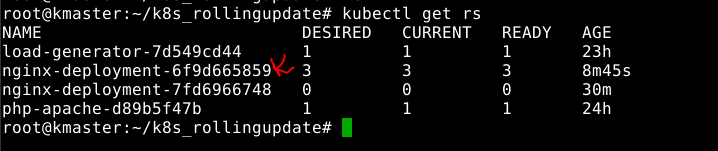 root@kmaster:~/k8s_rollingupdate# kubectl get rs
NAME DESIRED CURRENT READY AGE
load-generator-7d549cd44 1 1 1 23h
nginx-deployment-6f9d665859 3 3 3 8m45s
nginx-deployment-7fd6966748 0 0 0 30m
php-apache-d89b5f47b 1 1 1 24h
root@kmaster:~/k8s_rollingupdate#